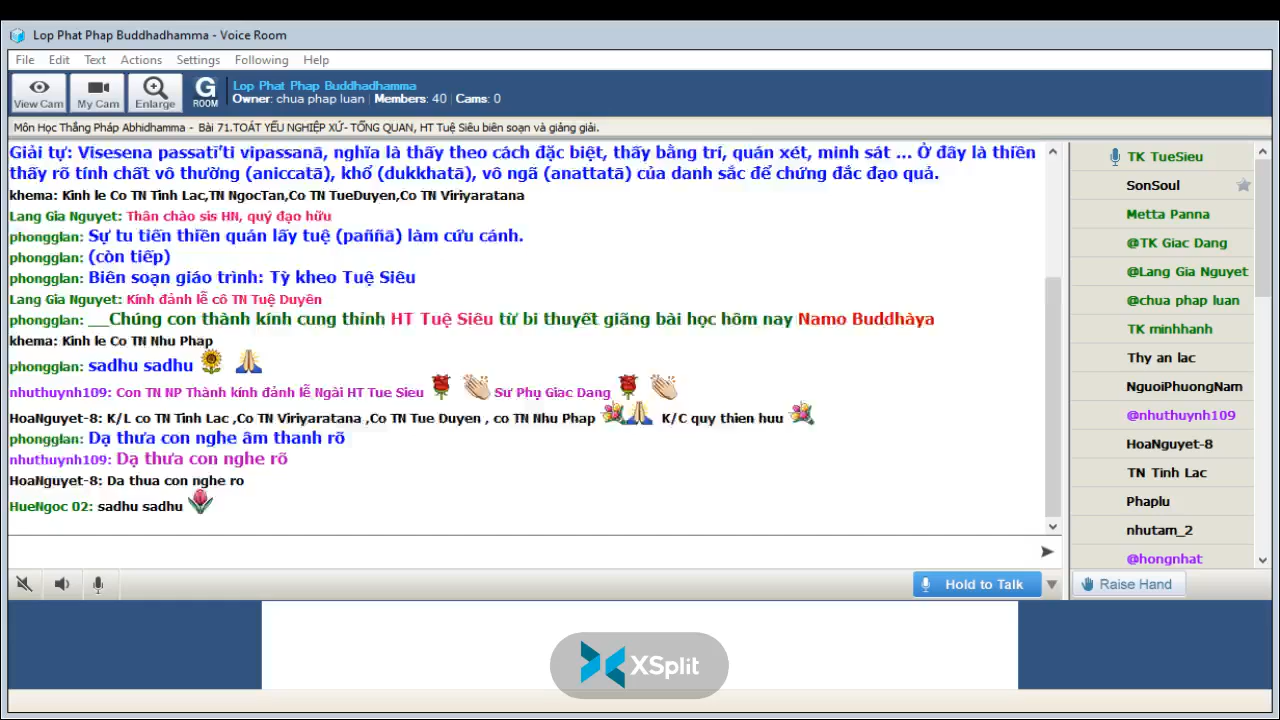 Lop Phat Phap Buddhadhamma - Voice Room
File Edit Text Actions Settings Following Help
View Cam My Cam Enlarge G ROOM
Lop Phat Phap Buddhadhamma
Owner: chua phap luan | Members: 40 | Cams: 0
Môn Học Thắng Pháp Abhidhamma - Bài 71.TOÁT YẾU NGHIỆP XỨ- TỔNG QUAN, HT Tuệ Siêu biên soạn và giảng giải.
Giải tự: Visesena passatī'ti vipassanā, nghĩa là thấy theo cách đặc biệt, thấy bằng trí, quán xét, minh sát ... Ở đây là thiền
thấy rõ tính chất vô thường (aniccatā), khổ (dukkhatā), vô ngã (anattatā) của danh sắc để chứng đắc đạo quả.
khema: Kinh le Co TN Tinh Lac,TN NgocTan,Co TN TueDuyen,Co TN Viriyaratana
Lang Gia Nguyet: Thân chào sis HN, quý đạo hữu
phongglan: Sự tu tiến thiền quán lấy tuệ (paññā) làm cứu cánh.
phongglan: (còn tiếp)
phongglan: Biên soạn giáo trình: Tỳ kheo Tuệ Siêu
Lang Gia Nguyet: Kính đảnh lễ cô TN Tuệ Duyên
phongglan: __Chúng con thành kính cung thỉnh HT Tuệ Siêu từ bi thuyết giãng bài học hôm nay Namo Buddhàya
khema: Kinh le Co TN Nhu Phap
phongglan: sadhu sadhu
nhuthuynh109: Con TN NP Thành kính đảnh lễ Ngài HT Tue Sieu Sư Phụ Giac Dang
HoaNguyet-8: K/L co TN Tinh Lac ,Co TN Viriyaratana ,Co TN Tue Duyen , co TN Nhu Phap K/C quy thien huu
phongglan: Dạ thưa con nghe âm thanh rõ
nhuthuynh109: Dạ thưa con nghe rõ
HoaNguyet-8: Da thua con nghe ro
HueNgoc 02: sadhu sadhu
TK TueSieu
SonSoul
Metta Panna
@TK Giac Dang
@Lang Gia Nguyet
@chua phap luan
TK minhhanh
Thy an lac
NguoiPhuongNam
@nhuthuynh109
HoaNguyet-8
TN Tinh Lac
Phaplu
nhutam_2
@hongnhat
Hold to Talk
Raise Hand
XSplit